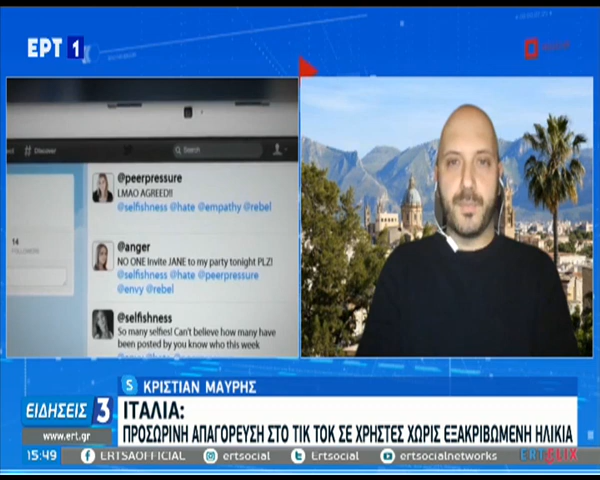 ΕΡΤ 1
# Discover
Search
@peerpressure
LMAO AGREED!!
@selfishness @hate @empathy @rebel
14
FOLLOWERS
@anger
NO ONE Invite JANE to my party tonight PLZ!
@selfishness @hate @peerpressure
@envy @rebel
@selfishness
So many selfies! Can't believe how many have
been posted by you know who this week
S ΚΡΙΣΤΙΑΝ ΜΑΥΡΗΣ
ΕΙΔΗΣΕΙΣ 3
www.ert.gr
ΙΤΑΛΙΑ:
ΠΡΟΣΩΡΙΝΗ ΑΠΑΓΟΡΕΥΣΗ ΣΤΟ ΤΙΚ ΤΟΚ ΣΕ ΧΡΗΣΤΕΣ ΧΩΡΙΣ ΕΞΑΚΡΙΒΩΜΕΝΗ ΗΛΙΚΙΑ
15:49 f ERTSAOFFICIAL ertsocial Ertsocial ertsocialnetworks ERTFLIX